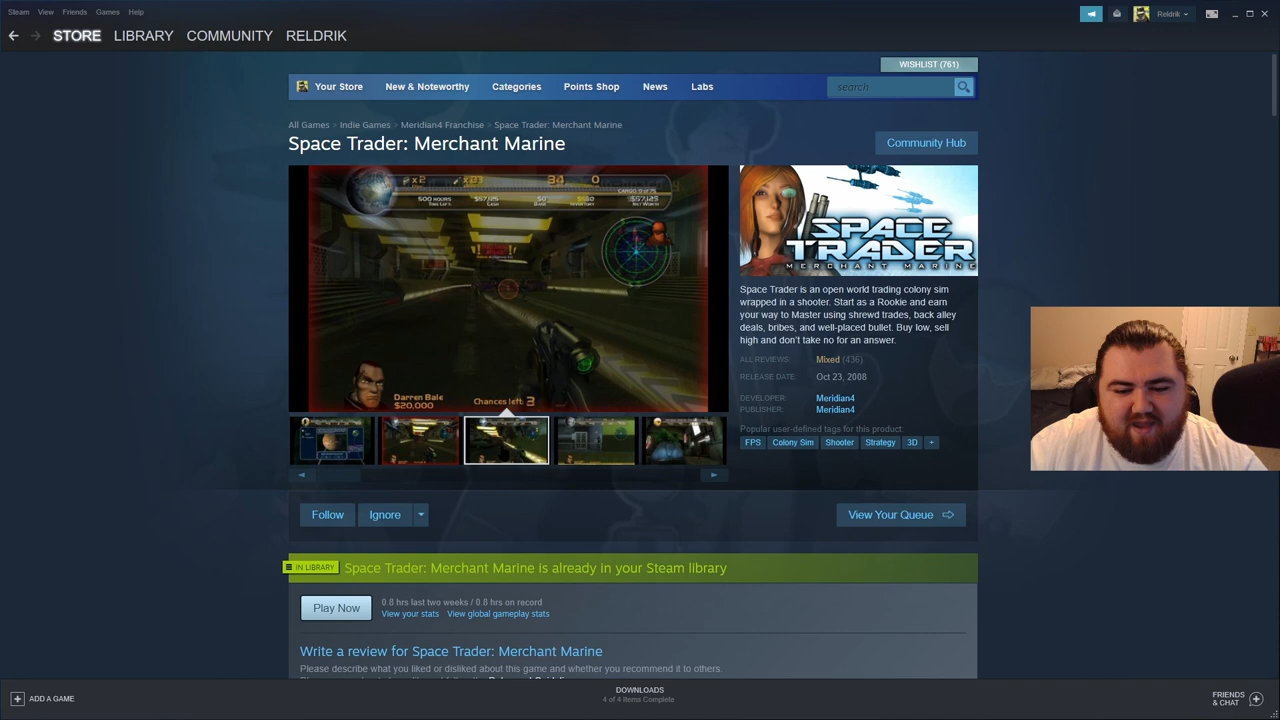 Steam View Friends Games Help
Reldrik
STORE LIBRARY COMMUNITY RELDRIK
WISHLIST (761)
Your Store New & Noteworthy Categories Points Shop News Labs
search
All Games > Indie Games > Meridian4 Franchise > Space Trader: Merchant Marine
Space Trader: Merchant Marine
Community Hub
500 HOURS
$57,125
CASH
$0
NET WORTH
Darren Bale
$20,000
Chances left: 3
SPACE
TRADER
MERCHANT MARINE
Space Trader is an open world trading colony sim
wrapped in a shooter. Start as a Rookie and earn
your way to Master using shrewd trades, back alley
deals, bribes, and well-placed bullet. Buy low, sell
high and don't take no for an answer.
ALL REVIEWS: Mixed (436)
RELEASE DATE: Oct 23, 2008
DEVELOPER: Meridian4
PUBLISHER: Meridian4
Popular user-defined tags for this product:
FPS Colony Sim Shooter Strategy 3D +
Follow Ignore
View Your Queue
IN LIBRARY
Space Trader: Merchant Marine is already in your Steam library
Play Now
0.8 hrs last two weeks / 0.8 hrs on record
View your stats View global gameplay stats
Write a review for Space Trader: Merchant Marine
Please describe what you liked or disliked about this game and whether you recommend it to others.
ADD A GAME
DOWNLOADS
4 of 4 Items Complete
FRIENDS
& CHAT